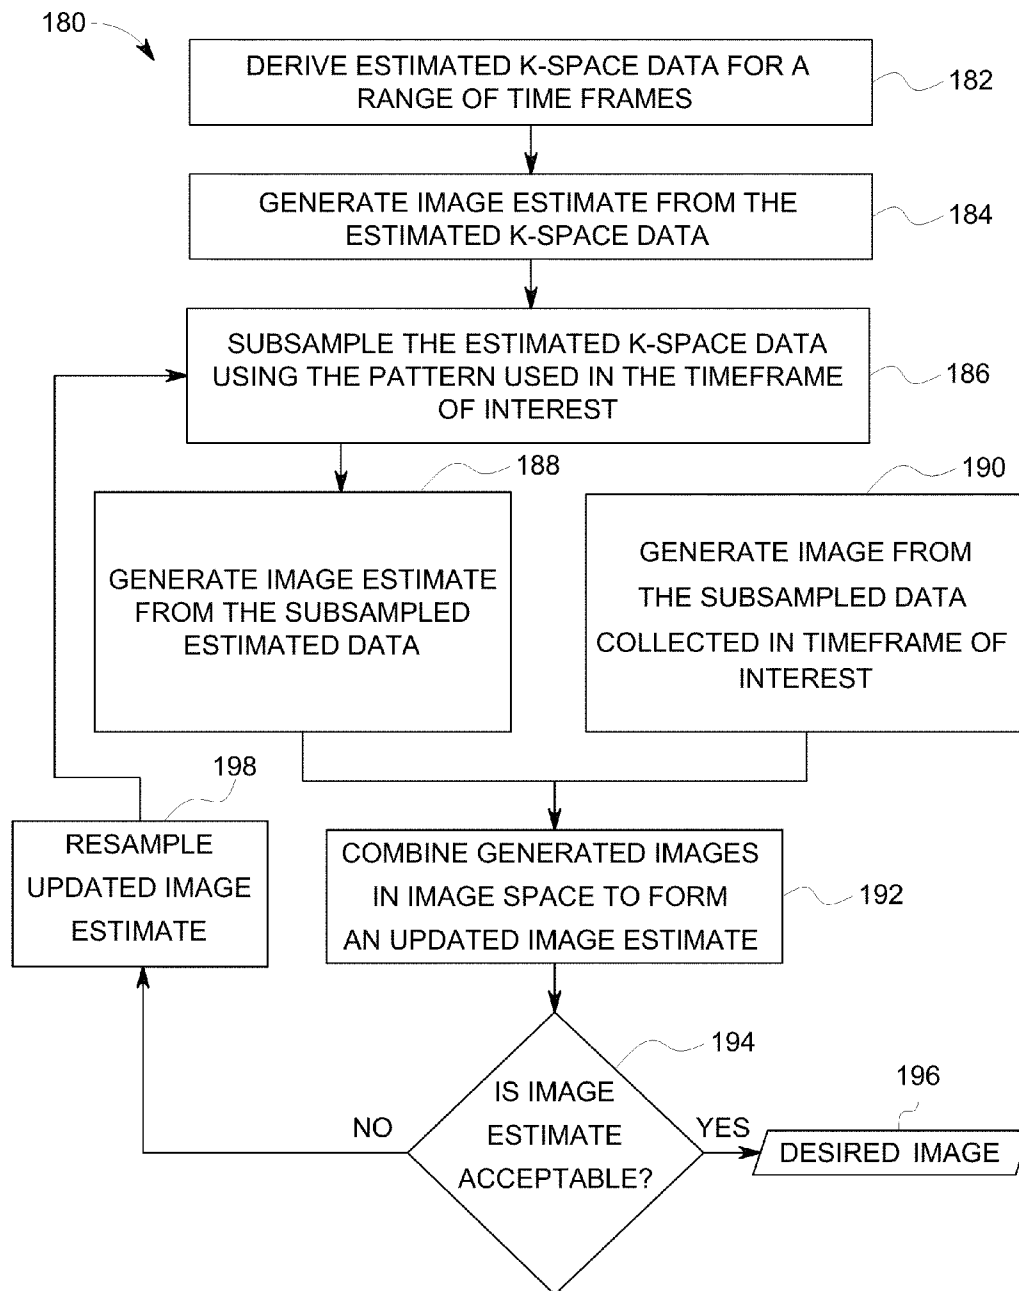 180
DERIVE ESTIMATED K-SPACE DATA FOR A
RANGE OF TIME FRAMES
182
GENERATE IMAGE ESTIMATE FROM THE
ESTIMATED K-SPACE DATA
184
SUBSAMPLE THE ESTIMATED K-SPACE DATA
USING THE PATTERN USED IN THE TIMEFRAME
OF INTEREST
186
188
GENERATE IMAGE ESTIMATE
FROM THE SUBSAMPLED
ESTIMATED DATA
190
GENERATE IMAGE FROM
THE SUBSAMPLED DATA
COLLECTED IN TIMEFRAME OF
INTEREST
198
RESAMPLE
UPDATED IMAGE
ESTIMATE
COMBINE GENERATED IMAGES
IN IMAGE SPACE TO FORM
AN UPDATED IMAGE ESTIMATE
192
194
IS IMAGE
ESTIMATE
ACCEPTABLE?
NO
YES
196
DESIRED IMAGE